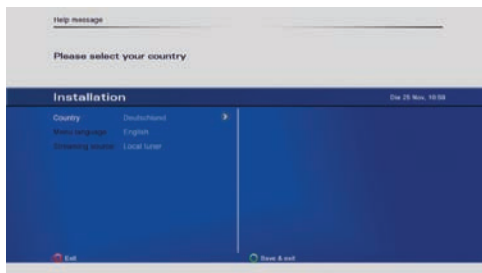 Help message
Please select your country
Installation
Die 25 Nov, 10:58
Country Deutschland
Menu language English
Streaming source Local tuner
Exit
Save & exit